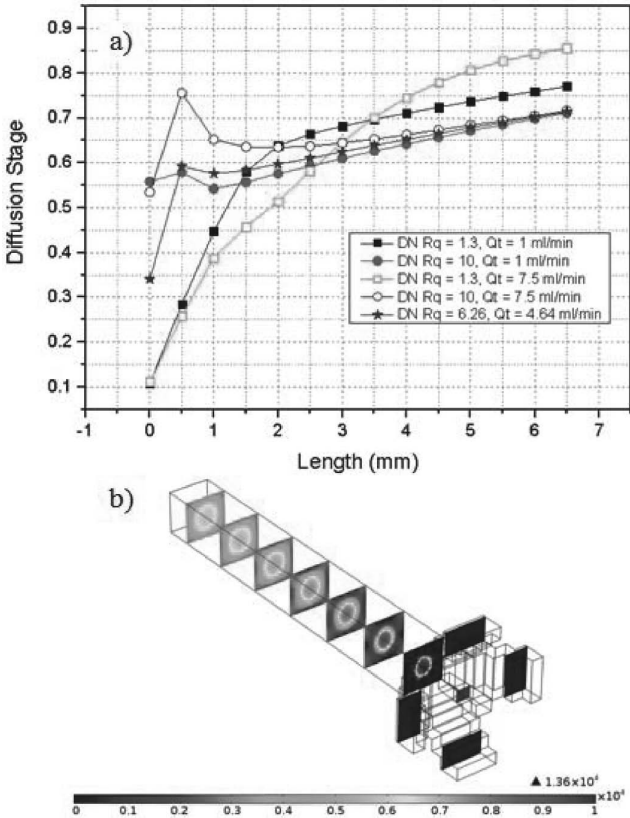 a)
0.9
0.8
0.7
0.6
0.5
0.4
0.3
0.2
0.1
Diffusion Stage
DN Rq = 1.3, Qt = 1 ml/min
DN Rq = 10, Qt = 1 ml/min
DN Rq = 1.3, Qt = 7.5 ml/min
DN Rq = 10, Qt = 7.5 ml/min
DN Rq = 6.26, Qt = 4.64 ml/min
-1 0 1 2 3 4 5 6 7
Length (mm)
b)
▲ 1.36×10⁴
×10⁴
0 0.1 0.2 0.3 0.4 0.5 0.6 0.7 0.8 0.9 1